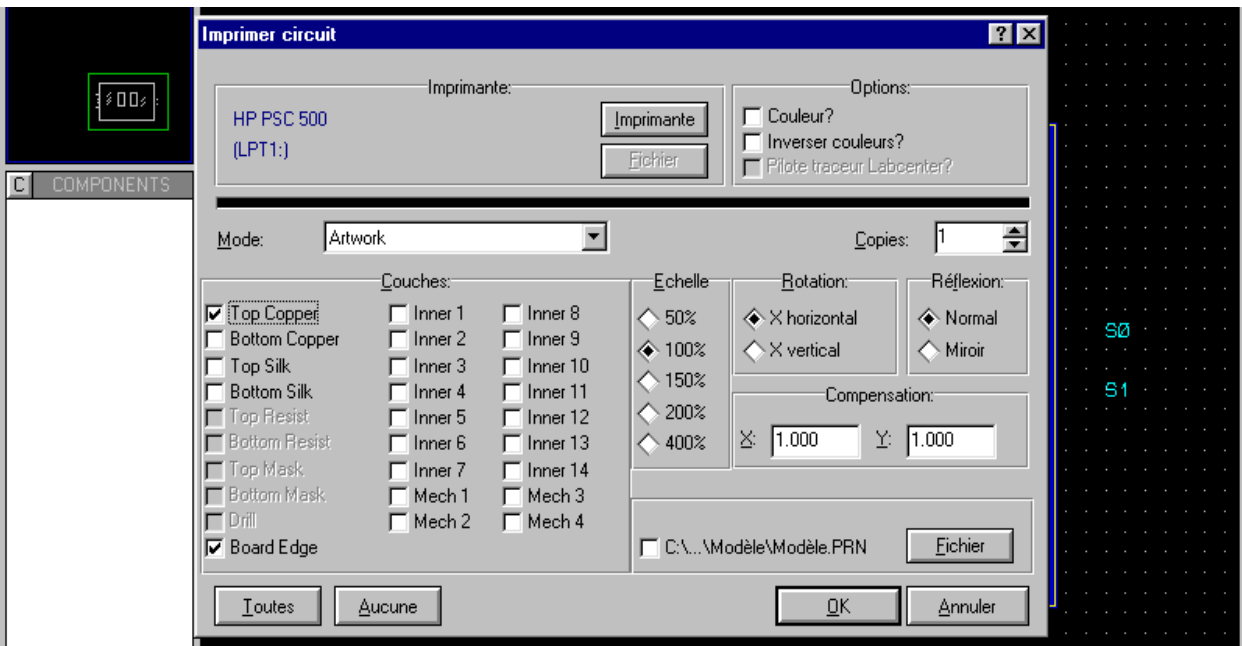 Imprimer circuit
Imprimante:
Options:
HP PSC 500
(LPT1:)
Imprimante
Fichier
Couleur?
Inverser couleurs?
Pilote traceur Labcenter?
C COMPONENTS
Mode: Artwork
Copies: 1
Couches:
Top Copper Inner 1 Inner 8
Bottom Copper Inner 2 Inner 9
Top Silk Inner 3 Inner 10
Bottom Silk Inner 4 Inner 11
Top Resist Inner 5 Inner 12
Bottom Resist Inner 6 Inner 13
Top Mask Inner 7 Inner 14
Bottom Mask Mech 1 Mech 3
Drill Mech 2 Mech 4
Board Edge
Echelle
50%
100%
150%
200%
400%
Rotation:
X horizontal
X vertical
Réflexion:
Normal
Miroir
Compensation:
X: 1.000 Y: 1.000
C:\...\Modèle\Modèle.PRN Fichier
Toutes Aucune OK Annuler
S0
S1